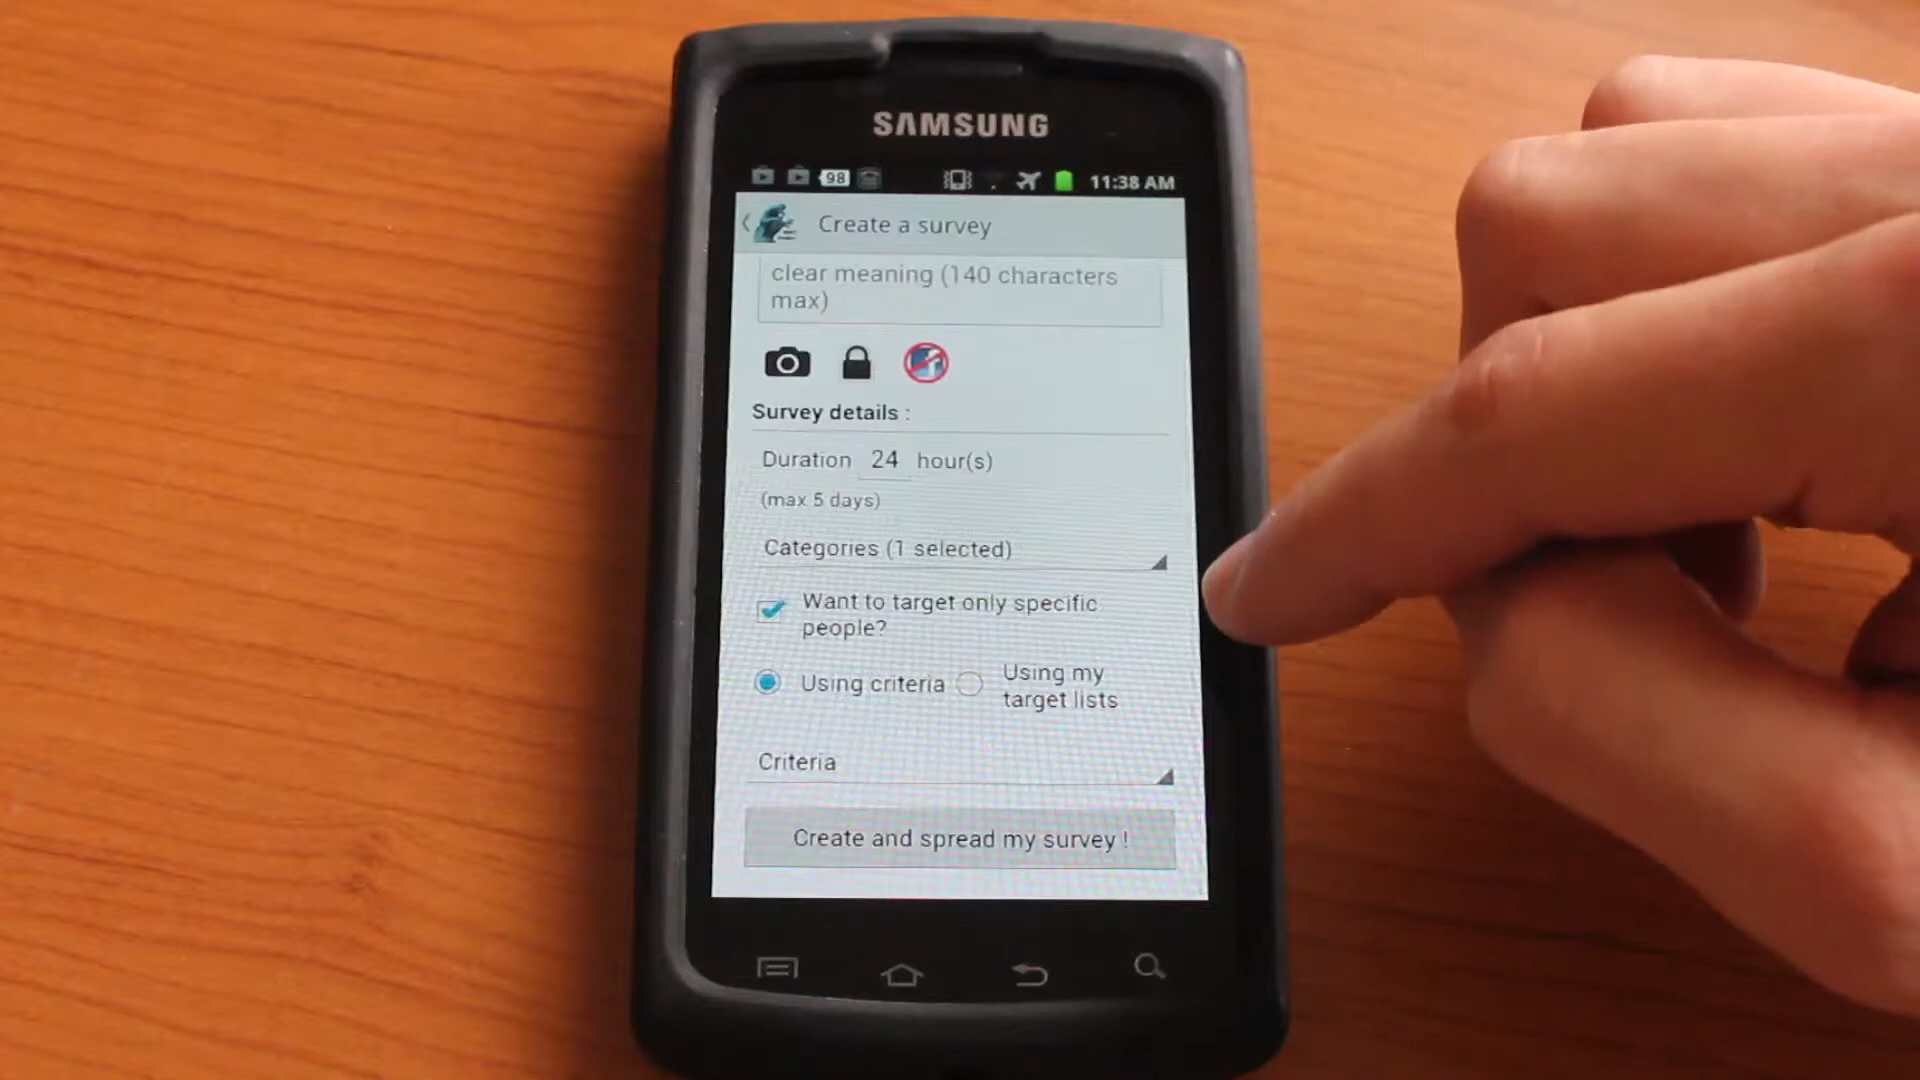 SAMSUNG
98
11:38 AM
Create a survey
clear meaning (140 characters
max)
Survey details :
Duration 24 hour(s)
(max 5 days)
Categories (1 selected)
Want to target only specific
people?
Using criteria
Using my
target lists
Criteria
Create and spread my survey !